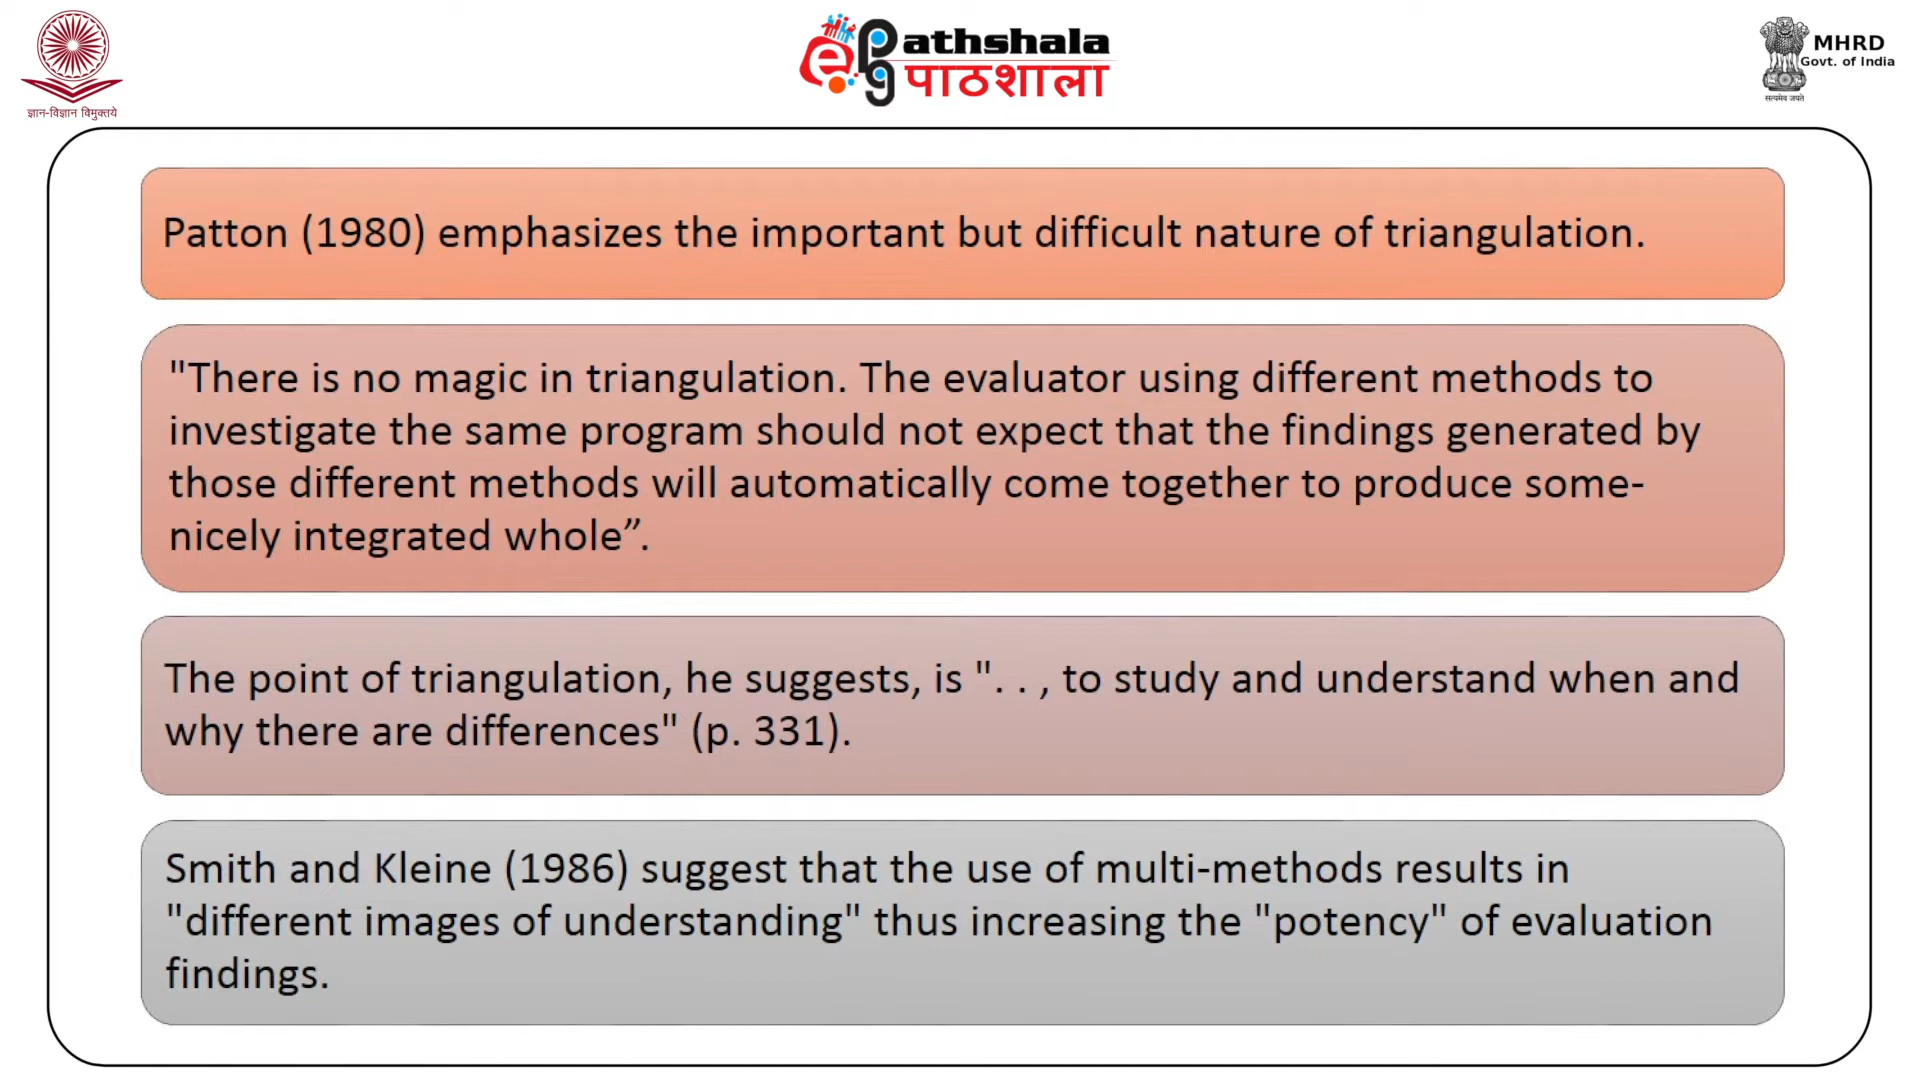 ज्ञान-विज्ञान विमुक्तये
ePg Pathshala
पाठशाला
MHRD
Govt. of India
सत्यमेव जयते
Patton (1980) emphasizes the important but difficult nature of triangulation.
"There is no magic in triangulation. The evaluator using different methods to
investigate the same program should not expect that the findings generated by
those different methods will automatically come together to produce some-
nicely integrated whole”.
The point of triangulation, he suggests, is ". . , to study and understand when and
why there are differences" (p. 331).
Smith and Kleine (1986) suggest that the use of multi-methods results in
"different images of understanding" thus increasing the "potency" of evaluation
findings.